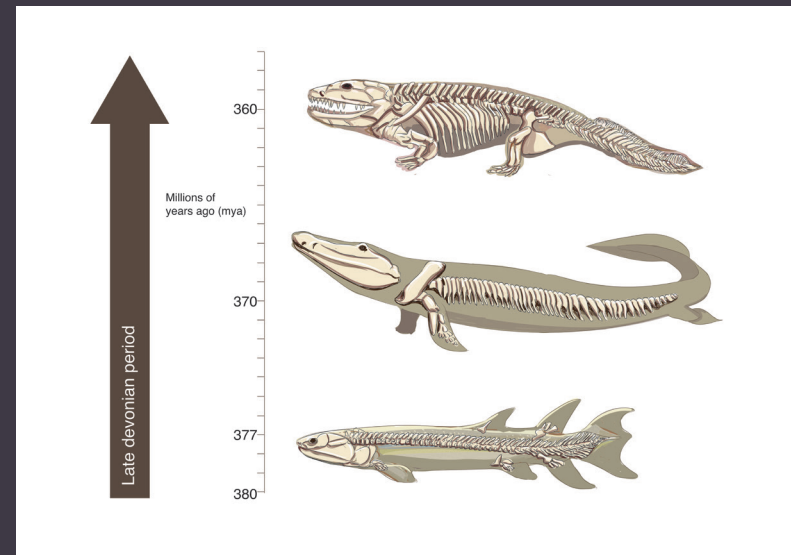 360
Millions of
years ago (mya)
370
377
380
Late devonian period